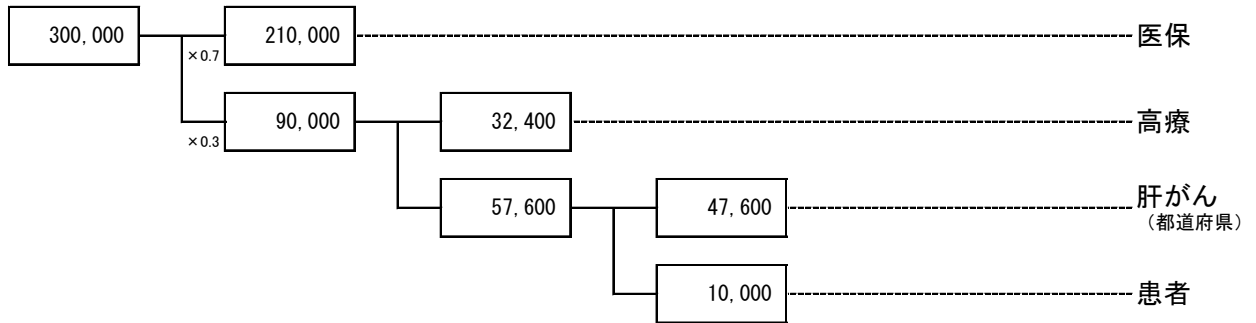 300,000 210,000 医保
×0.7
90,000 32,400 高療
×0.3
57,600 47,600 肝がん
（都道府県）
10,000 患者